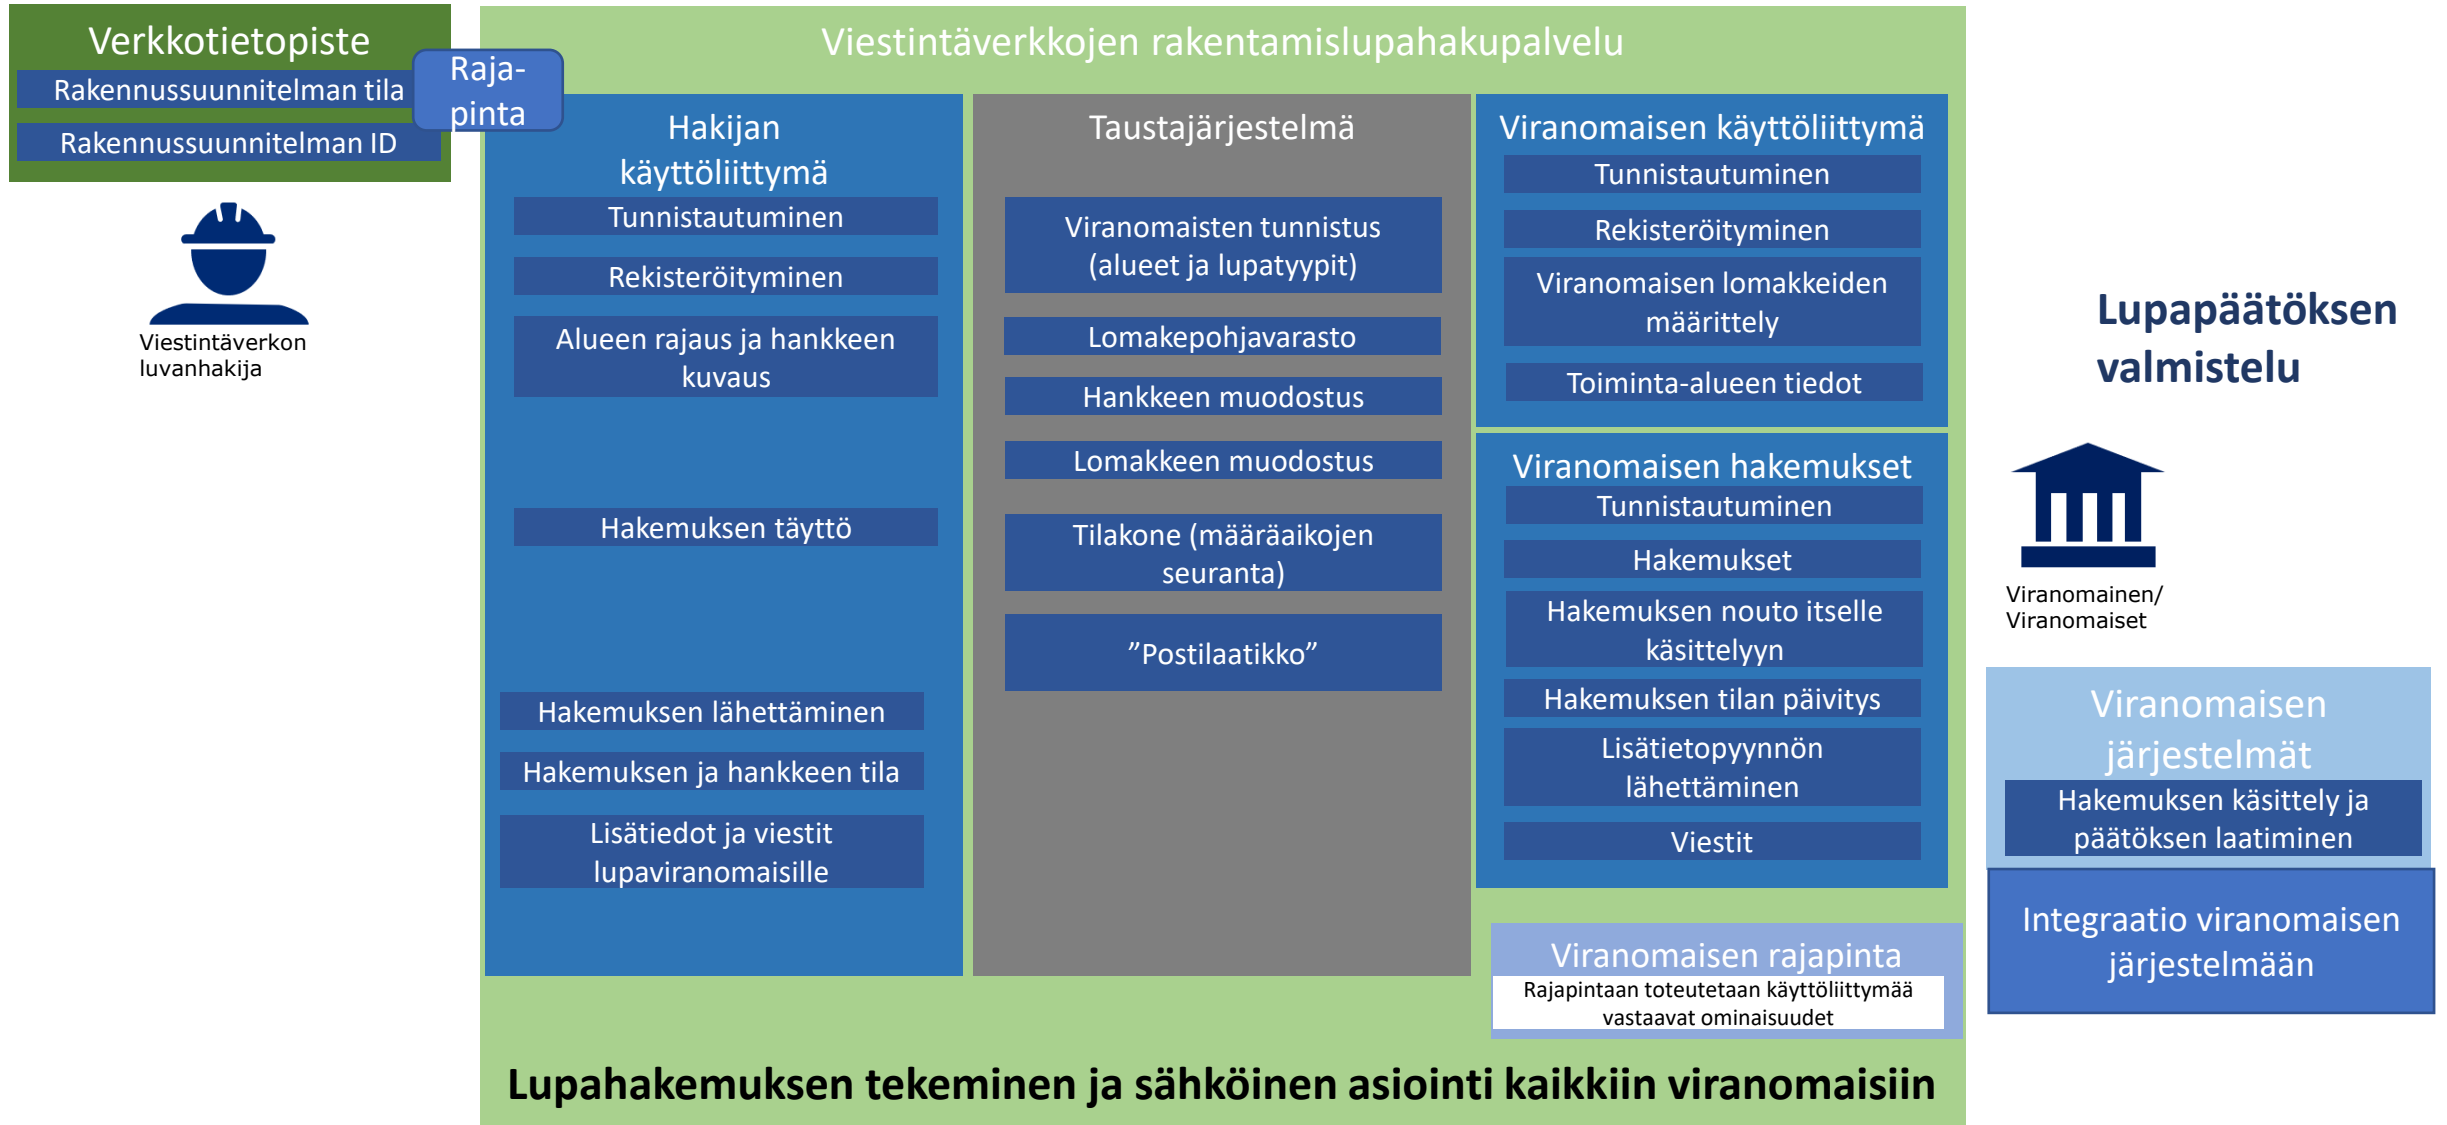 Verkkotietopiste
Rakennussuunnitelman tila
Rakennussuunnitelman ID
Raja-
pinta
Viestintäverkon
luvanhakija
Viestintäverkkojen rakentamislupahakupalvelu
Hakijan
käyttöliittymä
Tunnistautuminen
Rekisteröityminen
Alueen rajaus ja hankkeen
kuvaus
Hakemuksen täyttö
Hakemuksen lähettäminen
Hakemuksen ja hankkeen tila
Lisätiedot ja viestit
lupaviranomaisille
Taustajärjestelmä
Viranomaisten tunnistus
(alueet ja lupatyypit)
Lomakepohjavarasto
Hankkeen muodostus
Lomakkeen muodostus
Tilakone (määräaikojen
seuranta)
”Postilaatikko”
Viranomaisen käyttöliittymä
Tunnistautuminen
Rekisteröityminen
Viranomaisen lomakkeiden
määrittely
Toiminta-alueen tiedot
Viranomaisen hakemukset
Tunnistautuminen
Hakemukset
Hakemuksen nouto itselle
käsittelyyn
Hakemuksen tilan päivitys
Lisätietopyynnön
lähettäminen
Viestit
Viranomaisen rajapinta
Rajapintaan toteutetaan käyttöliittymää
vastaavat ominaisuudet
Lupahakemuksen tekeminen ja sähköinen asiointi kaikkiin viranomaisiin
Lupapäätöksen
valmistelu
Viranomainen/
Viranomaiset
Viranomaisen
järjestelmät
Hakemuksen käsittely ja
päätöksen laatiminen
Integraatio viranomaisen
järjestelmään